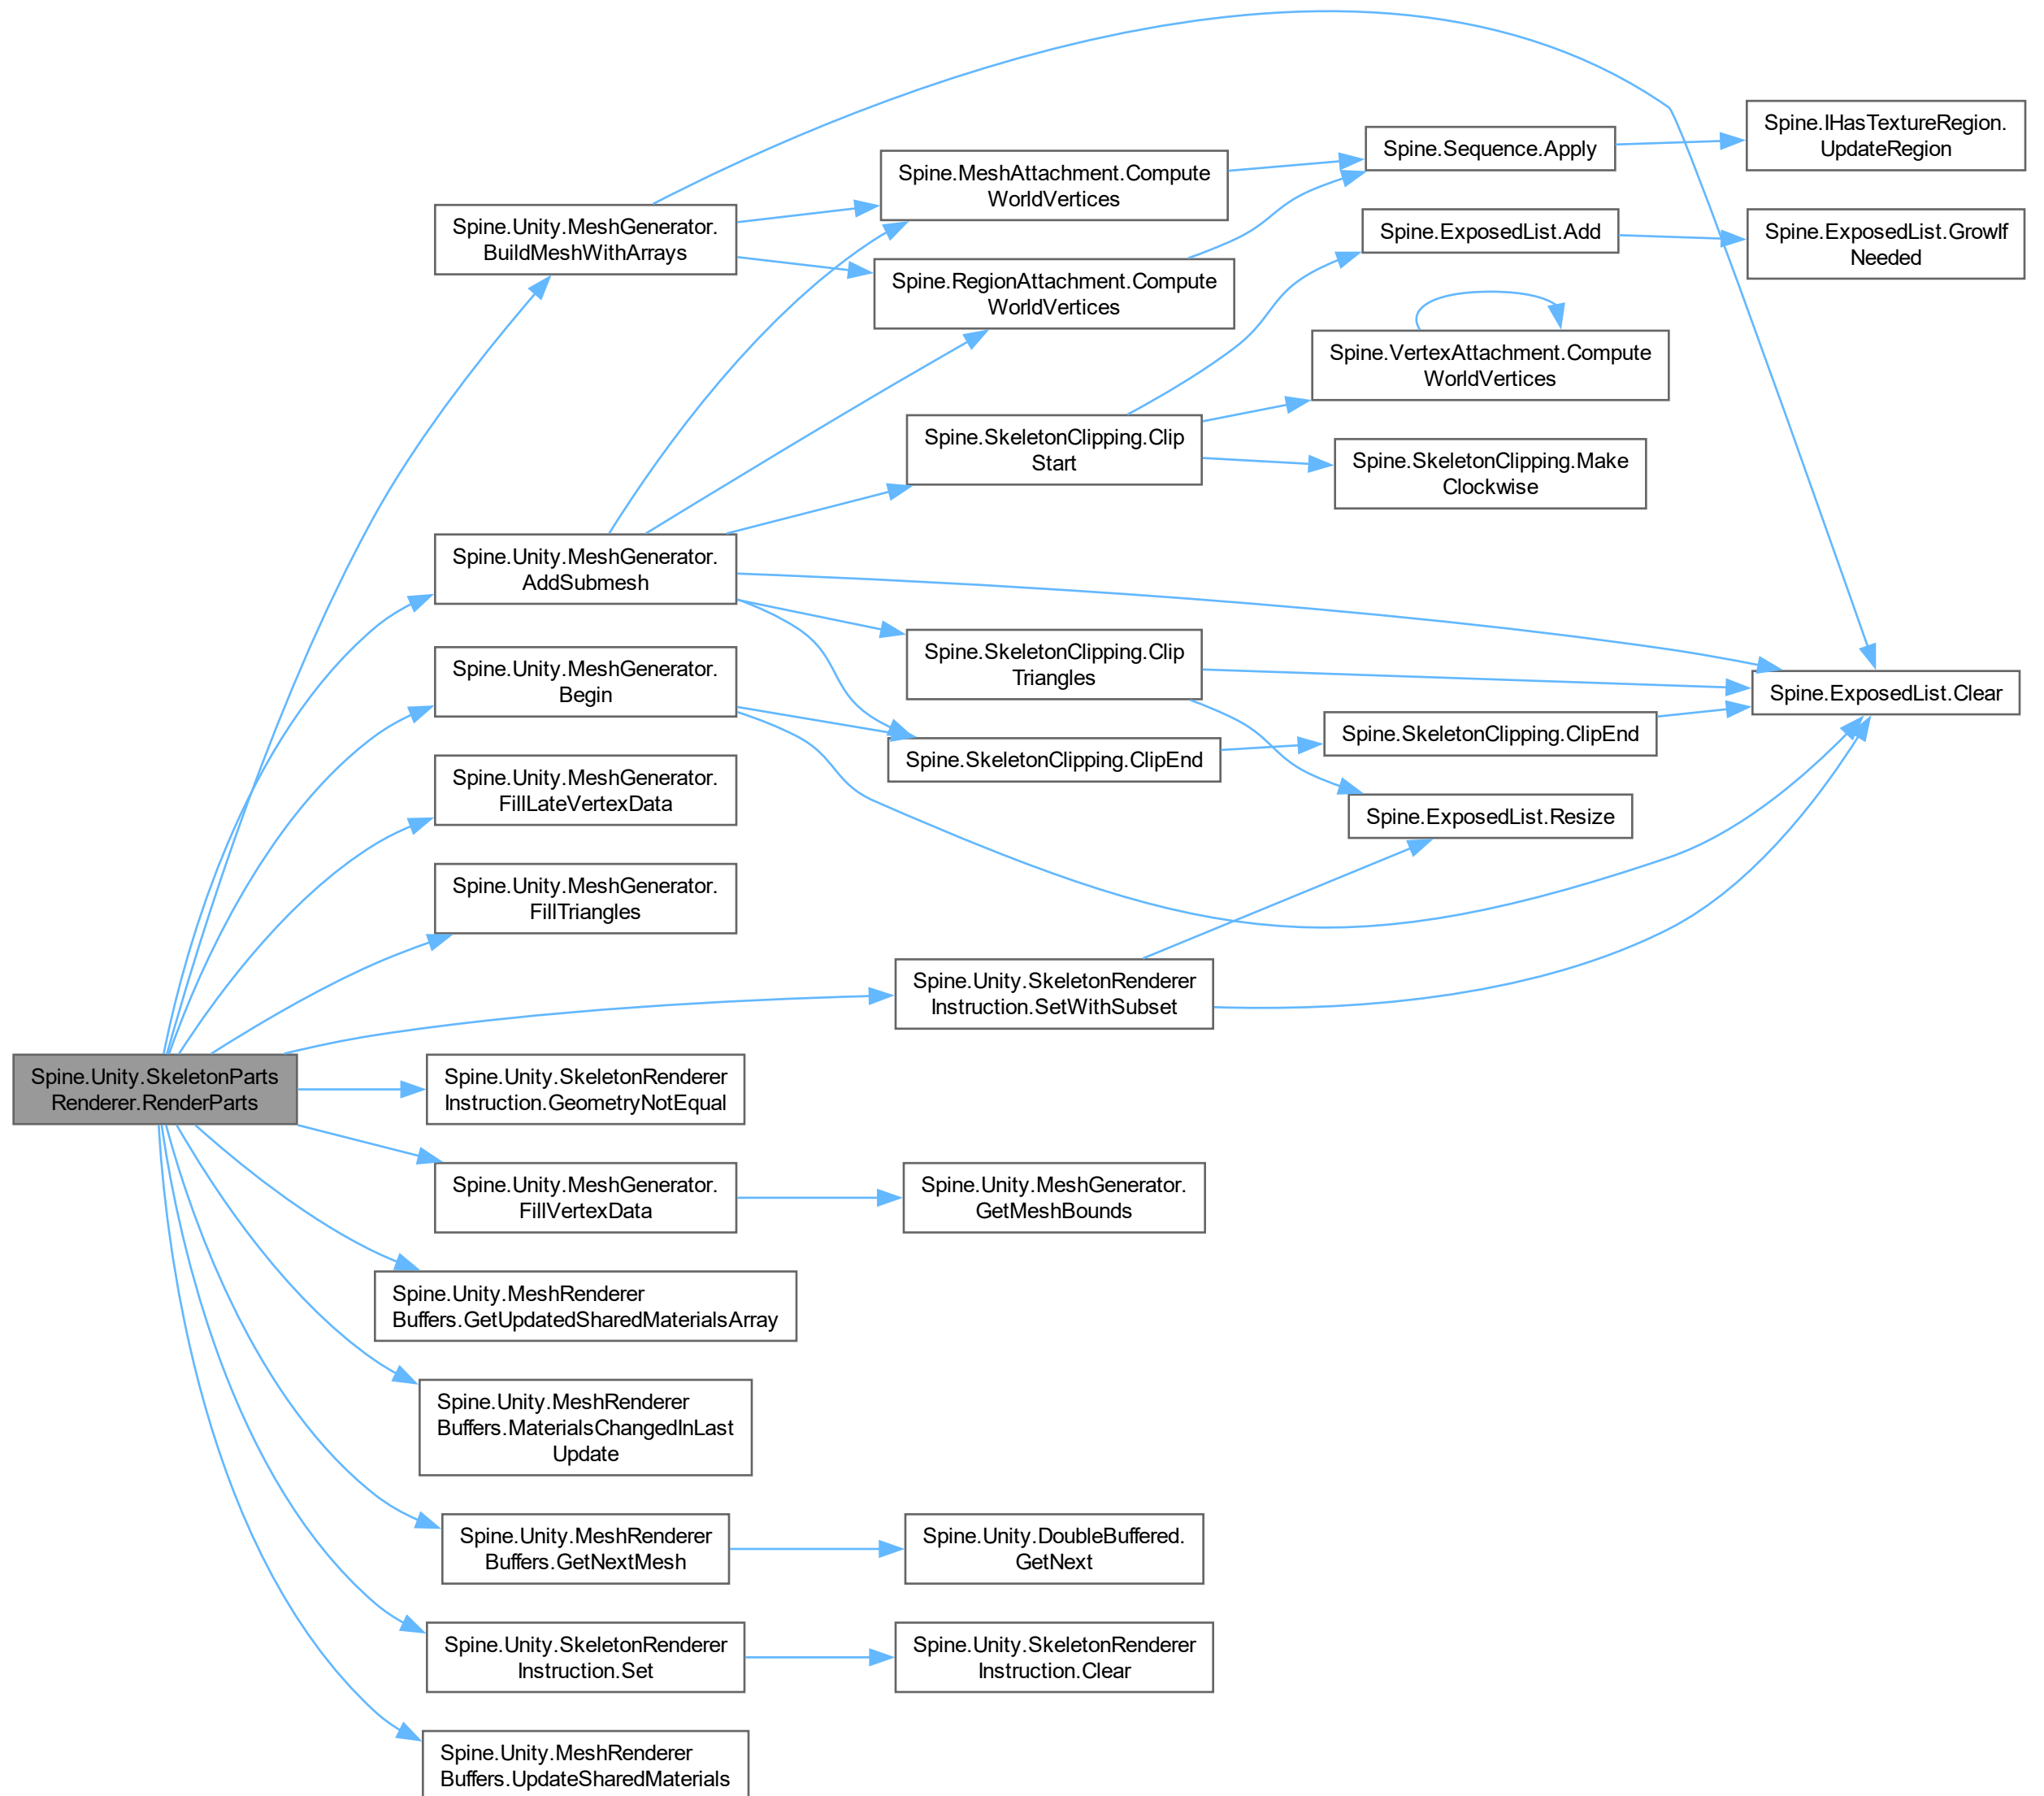 Spine.Unity.SkeletonParts
Renderer.RenderParts
Spine.Unity.MeshGenerator.
BuildMeshWithArrays
Spine.Unity.MeshGenerator.
AddSubmesh
Spine.Unity.MeshGenerator.
Begin
Spine.Unity.MeshGenerator.
FillLateVertexData
Spine.Unity.MeshGenerator.
FillTriangles
Spine.Unity.SkeletonRenderer
Instruction.GeometryNotEqual
Spine.Unity.MeshGenerator.
FillVertexData
Spine.Unity.MeshRenderer
Buffers.GetUpdatedSharedMaterialsArray
Spine.Unity.MeshRenderer
Buffers.MaterialsChangedInLast
Update
Spine.Unity.MeshRenderer
Buffers.GetNextMesh
Spine.Unity.SkeletonRenderer
Instruction.Set
Spine.Unity.MeshRenderer
Buffers.UpdateSharedMaterials
Spine.MeshAttachment.Compute
WorldVertices
Spine.RegionAttachment.Compute
WorldVertices
Spine.SkeletonClipping.Clip
Start
Spine.SkeletonClipping.Clip
Triangles
Spine.SkeletonClipping.ClipEnd
Spine.Unity.SkeletonRenderer
Instruction.SetWithSubset
Spine.Unity.MeshGenerator.
GetMeshBounds
Spine.Unity.DoubleBuffered.
GetNext
Spine.Unity.SkeletonRenderer
Instruction.Clear
Spine.Sequence.Apply
Spine.ExposedList.Add
Spine.VertexAttachment.Compute
WorldVertices
Spine.SkeletonClipping.Make
Clockwise
Spine.SkeletonClipping.ClipEnd
Spine.ExposedList.Resize
Spine.IHasTextureRegion.
UpdateRegion
Spine.ExposedList.GrowIf
Needed
Spine.ExposedList.Clear